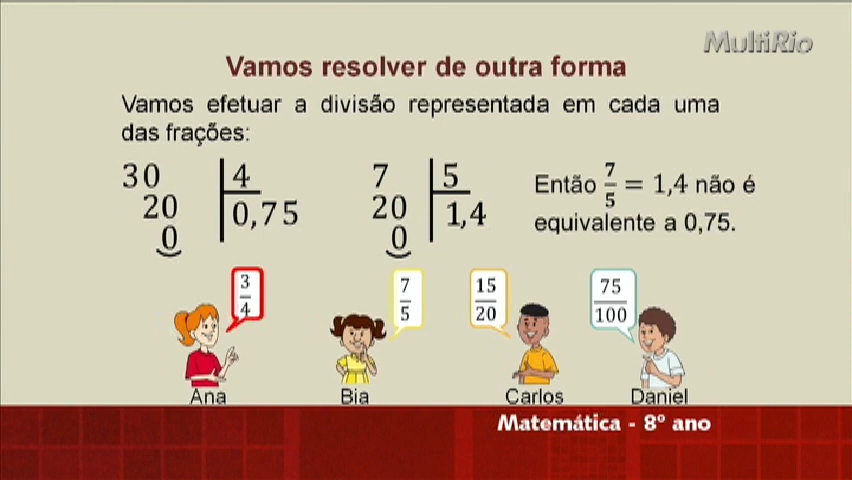 MultiRio
Vamos resolver de outra forma
Vamos efetuar a divisão representada em cada uma
das frações:
30 4
20 0,75
0
7 5
20 1,4
0
Então 7/5 = 1,4 não é
equivalente a 0,75.
3/4
7/5
15/20
75/100
Ana
Bia
Carlos
Daniel
Matemática - 8º ano